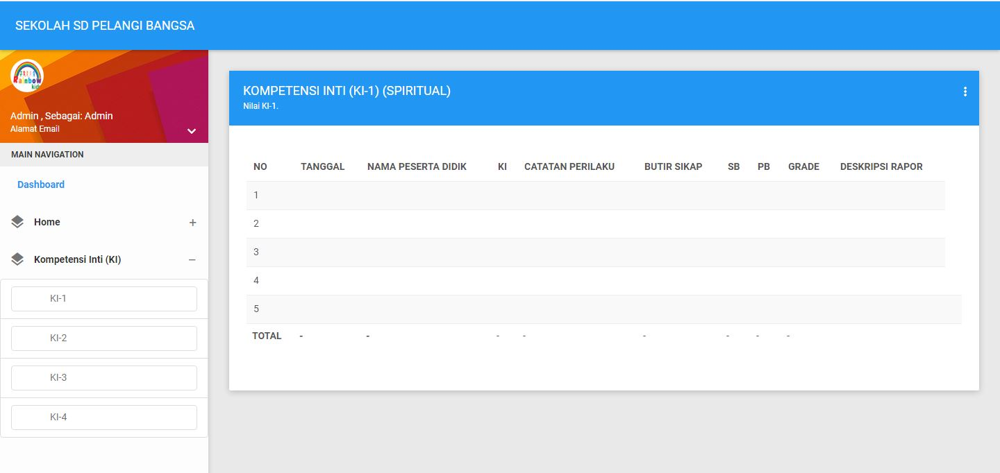 SEKOLAH SD PELANGI BANGSA
Rainbow
kids
Admin , Sebagai: Admin
Alamat Email
MAIN NAVIGATION
Dashboard
Home +
Kompetensi Inti (KI) −
KI-1
KI-2
KI-3
KI-4
KOMPETENSI INTI (KI-1) (SPIRITUAL)
Nilai KI-1.
NO TANGGAL NAMA PESERTA DIDIK KI CATATAN PERILAKU BUTIR SIKAP SB PB GRADE DESKRIPSI RAPOR
1
2
3
4
5
TOTAL - - - - - - - -